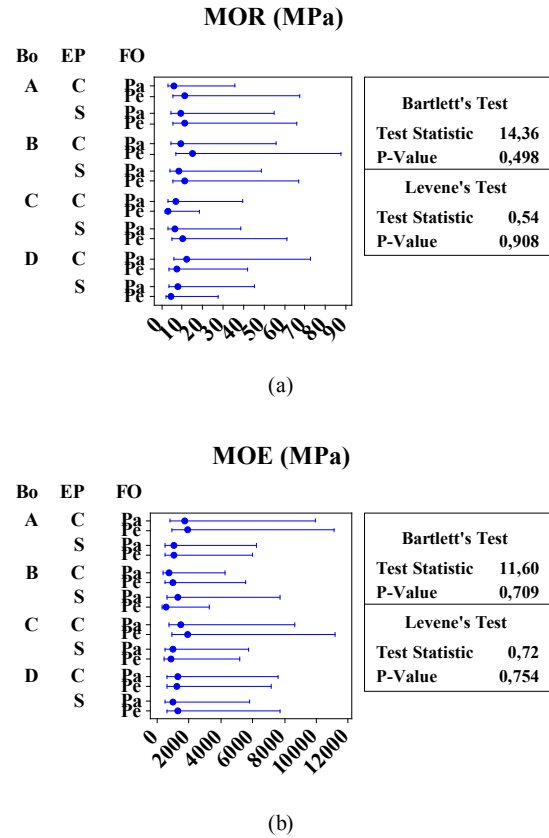 MOR (MPa)
Bo EP FO
A C Pa
Pe
S Pa
Pe
B C Pa
Pe
S Pa
Pe
C C Pa
Pe
S Pa
Pe
D C Pa
Pe
S Pa
Pe
0 10 20 30 40 50 60 70 80 90
Bartlett's Test
Test Statistic 14,36
P-Value 0,498
Levene's Test
Test Statistic 0,54
P-Value 0,908
(a)
MOE (MPa)
Bo EP FO
A C Pa
Pe
S Pa
Pe
B C Pa
Pe
S Pa
Pe
C C Pa
Pe
S Pa
Pe
D C Pa
Pe
S Pa
Pe
0 2000 4000 6000 8000 10000 12000
Bartlett's Test
Test Statistic 11,60
P-Value 0,709
Levene's Test
Test Statistic 0,72
P-Value 0,754
(b)